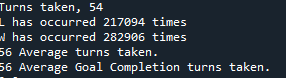 Turns taken, 54
L has occurred 217094 times
W has occurred 282906 times
56 Average turns taken.
56 Average Goal Completion turns taken.